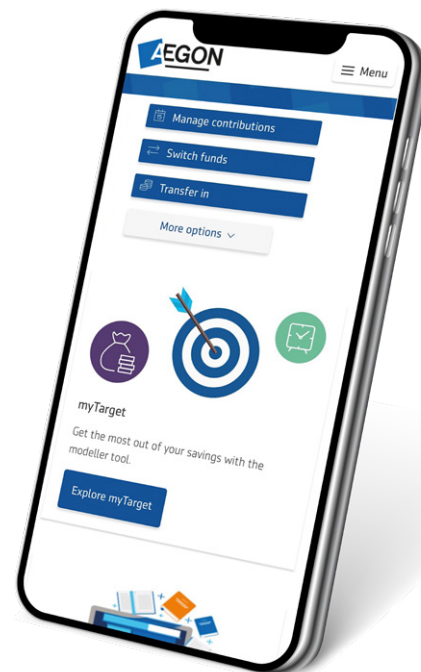 AEGON
Menu
Manage contributions
Switch funds
Transfer in
More options
myTarget
Get the most out of your savings with the
modeller tool.
Explore myTarget